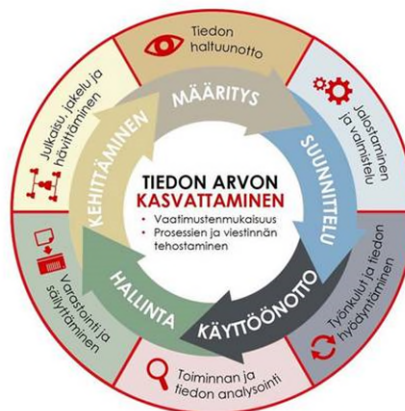 Tiedon
haltuunotto
Jalostaminen
ja valmistelu
Työnkulut ja tiedon
hyödyntäminen
Toiminnan ja
tiedon analysointi
Varastointi ja
säilyttäminen
Julkaisu, jakelu ja
hävittäminen
MÄÄRITYS
SUUNNITTELU
KÄYTTÖÖNOTTO
HALLINTA
KEHITTÄMINEN
TIEDON ARVON
KASVATTAMINEN
• Vaatimustenmukaisuus
• Prosessien ja viestinnän
tehostaminen